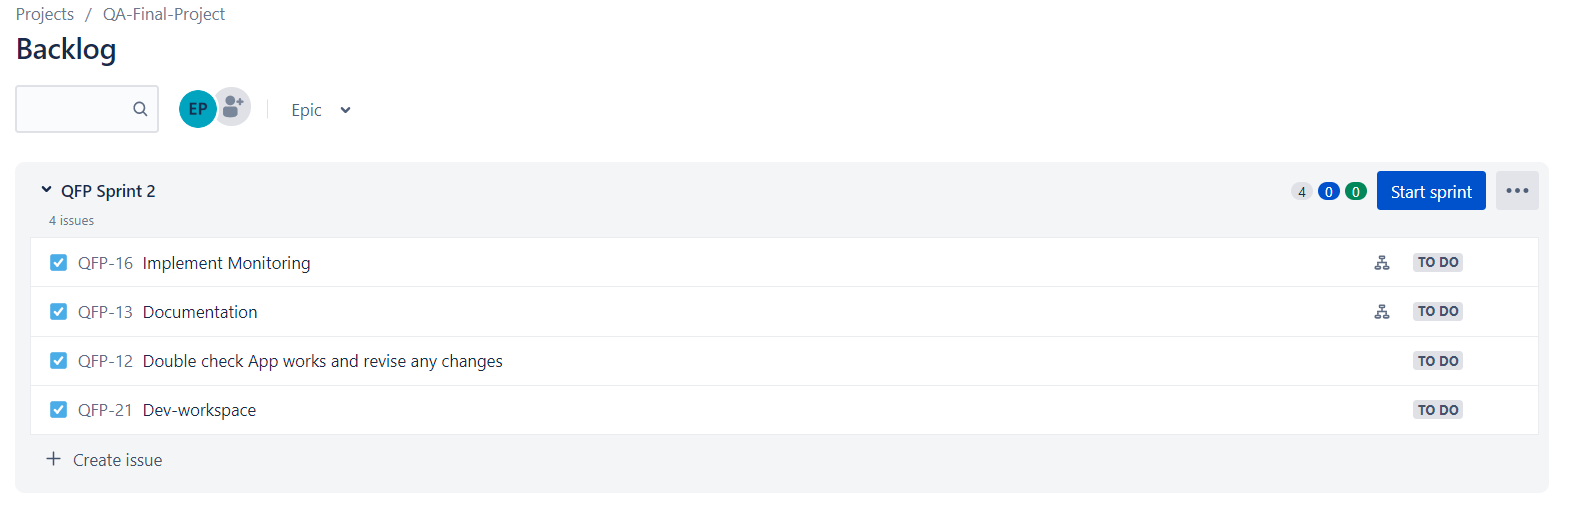 Projects / QA-Final-Project
Backlog
EP Epic
QFP Sprint 2 4 0 0 Start sprint
4 issues
QFP-16 Implement Monitoring TO DO
QFP-13 Documentation TO DO
QFP-12 Double check App works and revise any changes TO DO
QFP-21 Dev-workspace TO DO
Create issue